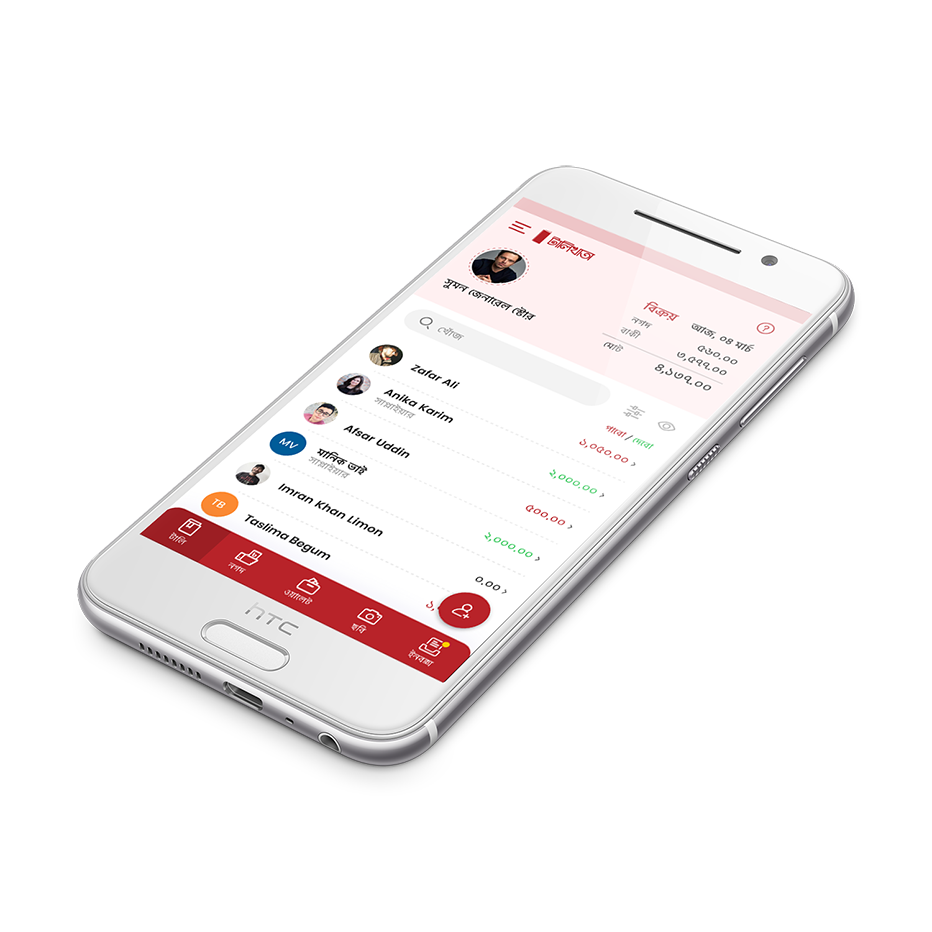 টালিখাতা
সুমন জেনারেল ষ্টোর
বিক্রয় আজ, ০৪ মার্চ
নগদ ৫৬০.০০
বাকী ৩,৫৭৭.০০
মোট ৪,১৩৭.০০
?
খোঁজ
পাবো / দেবো
Zafar Ali ১,০৫০.০০
Anika Karim ২,০০০.০০
সাপ্লাইয়ার
Afsar Uddin ৫০০.০০
MV মানিক ভাই ২,০০০.০০
সাপ্লাইয়ার
Imran Khan Limon ০.০০
TB Taslima Begum ১,
টালি নগদ ওয়ালেট ছবি ইনবক্স
hTC